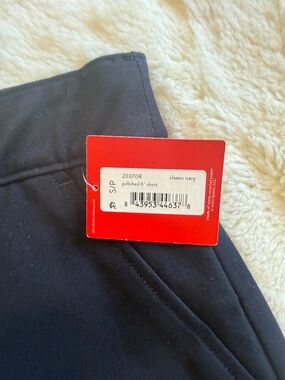 20370R classic navy
polished 6" short
S/P
8 43953 44637 8